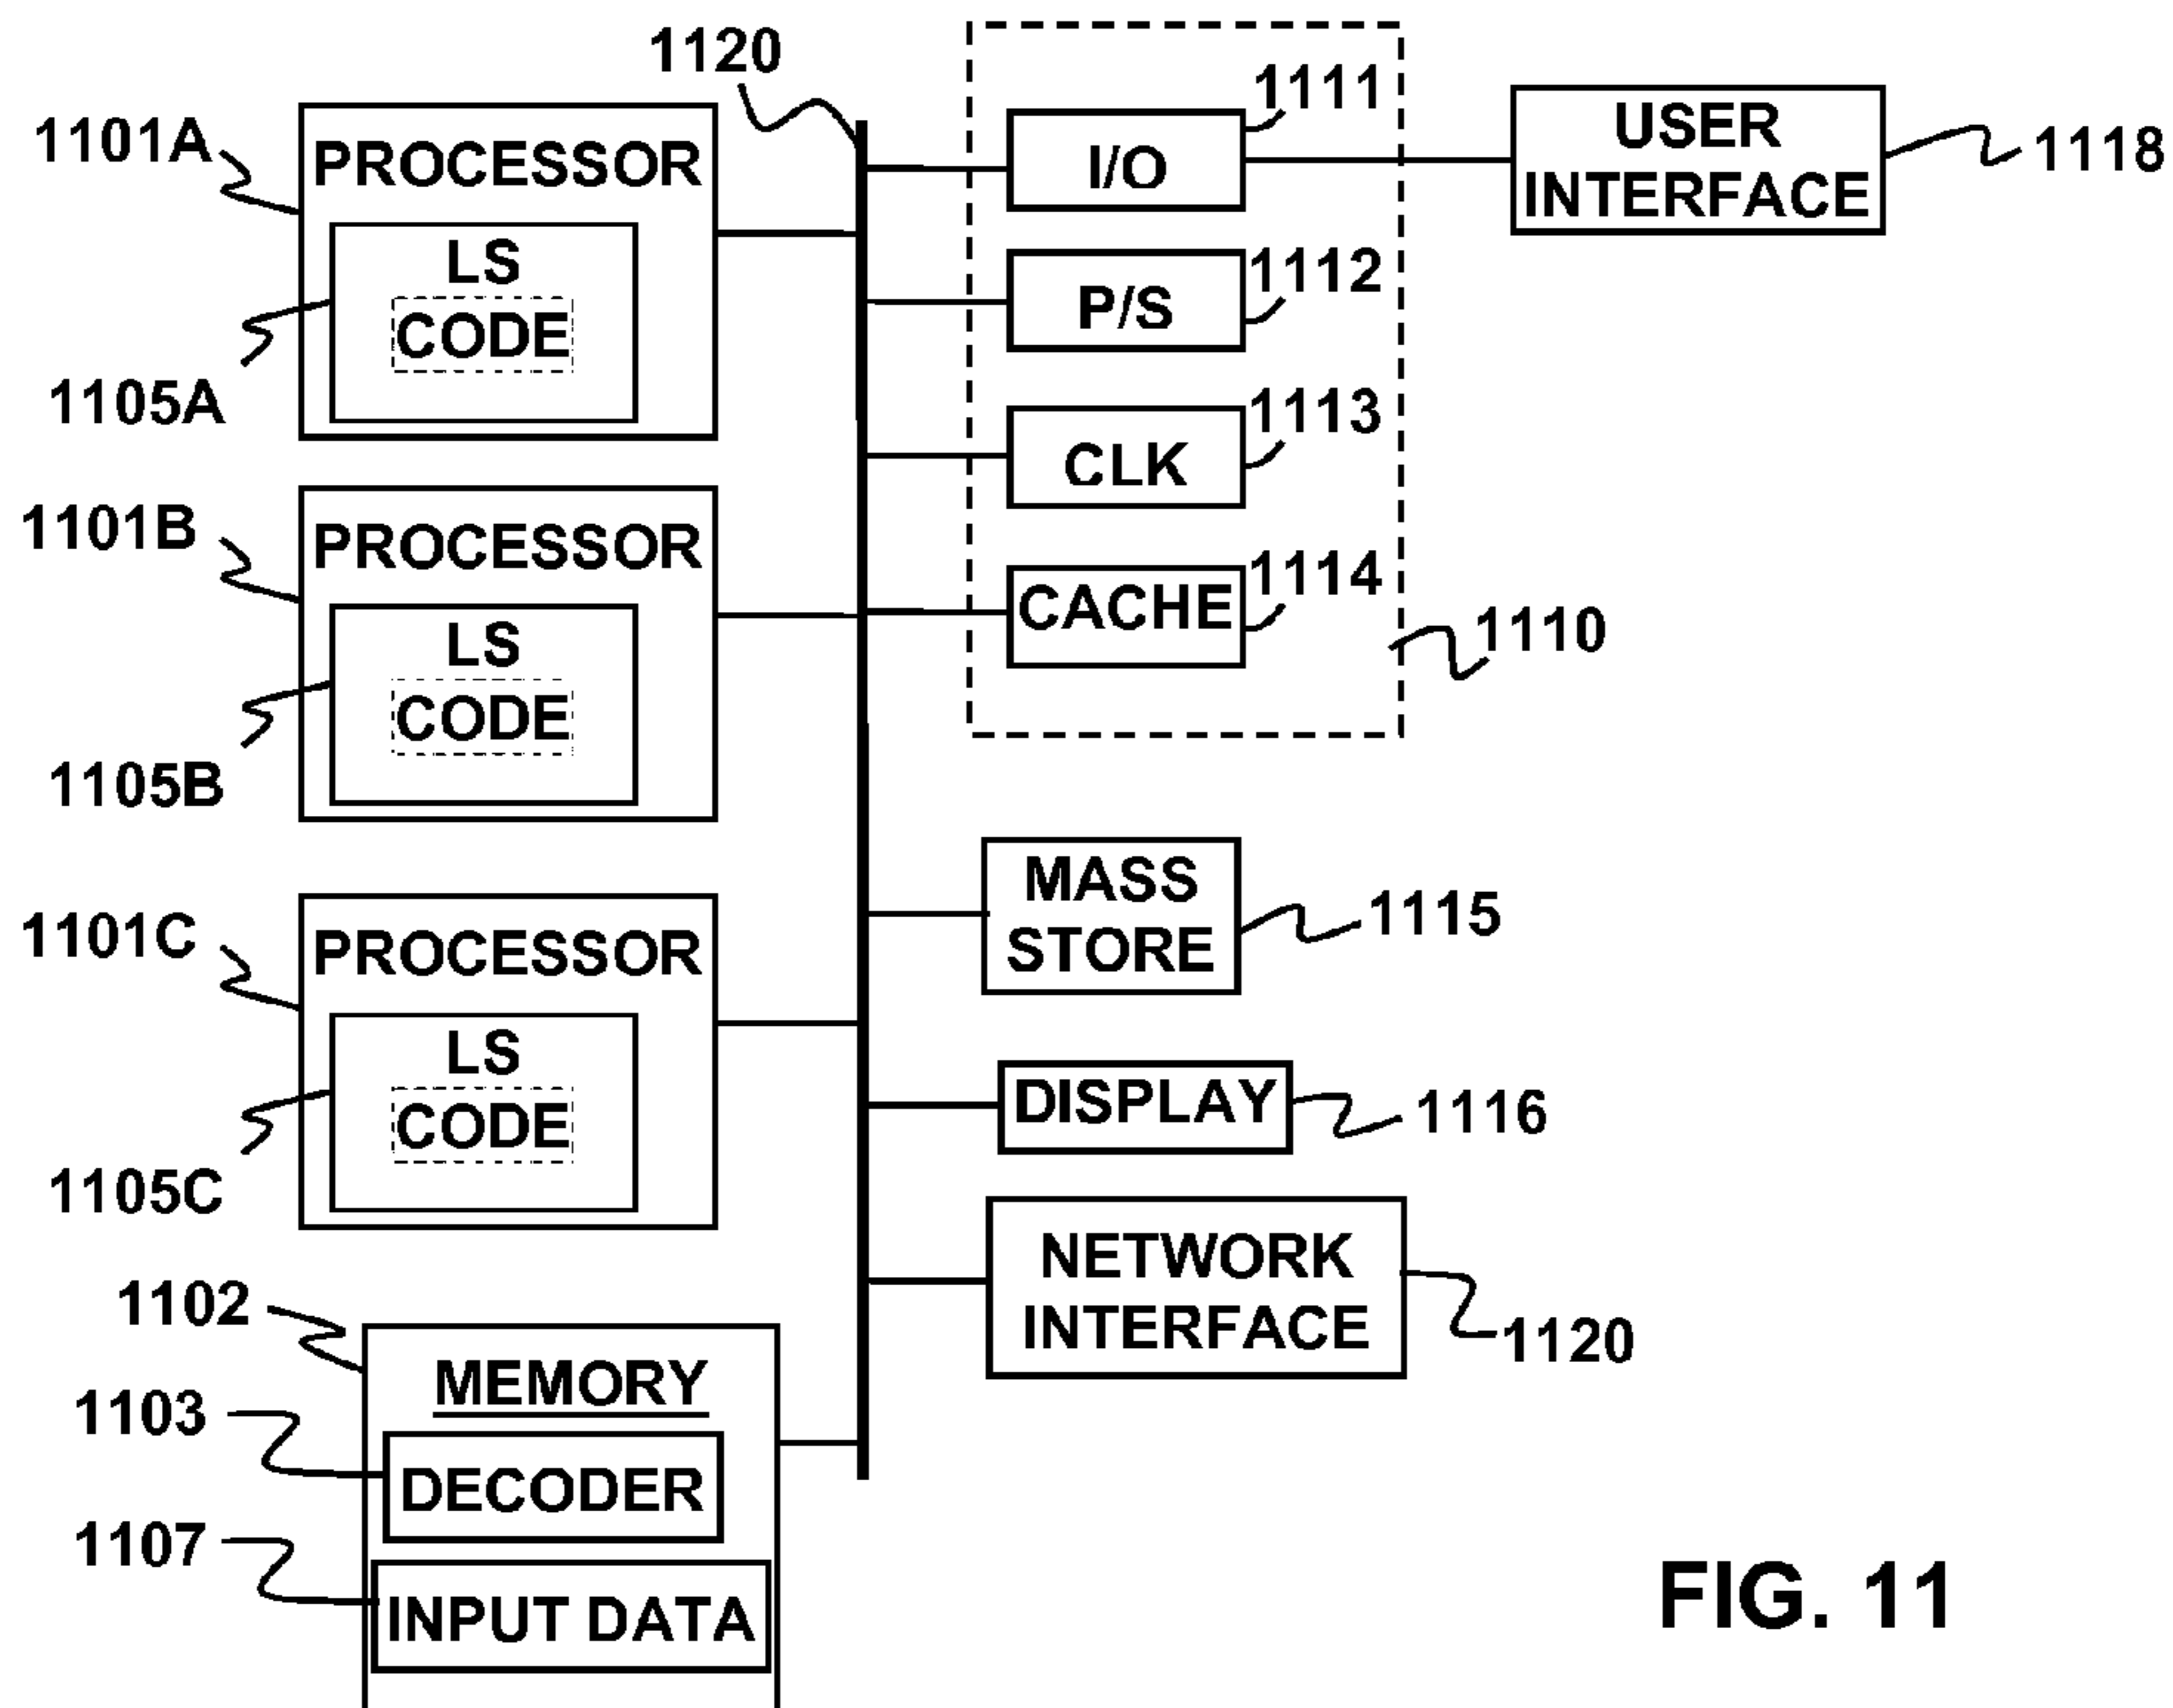 1120
1111
1101A
PROCESSOR
I/O
USER
INTERFACE
1118
LS
CODE
1105A
1112
P/S
1113
CLK
1101B
PROCESSOR
LS
CODE
1105B
1114
CACHE
1110
1101C
PROCESSOR
LS
CODE
1105C
MASS
STORE
1115
DISPLAY
1116
NETWORK
INTERFACE
1120
1102
MEMORY
1103
DECODER
1107
INPUT DATA
FIG. 11